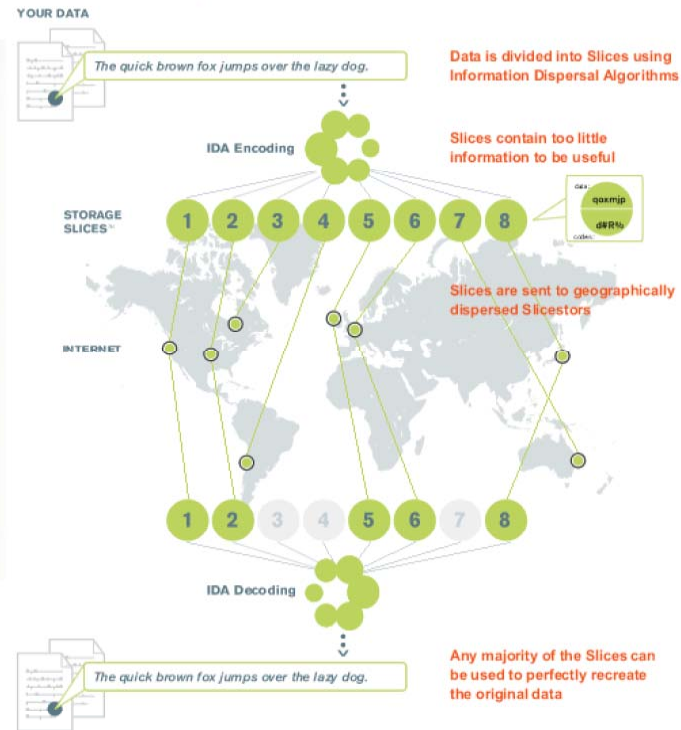 YOUR DATA
The quick brown fox jumps over the lazy dog.
Data is divided into Slices using
Information Dispersal Algorithms
IDA Encoding
Slices contain too little
information to be useful
STORAGE
SLICES
1 2 3 4 5 6 7 8
qaxmjp
d#R%
codes:
Slices are sent to geographically
dispersed Slicestors
INTERNET
1 2 3 4 5 6 7 8
IDA Decoding
Any majority of the Slices can
be used to perfectly recreate
the original data
The quick brown fox jumps over the lazy dog.